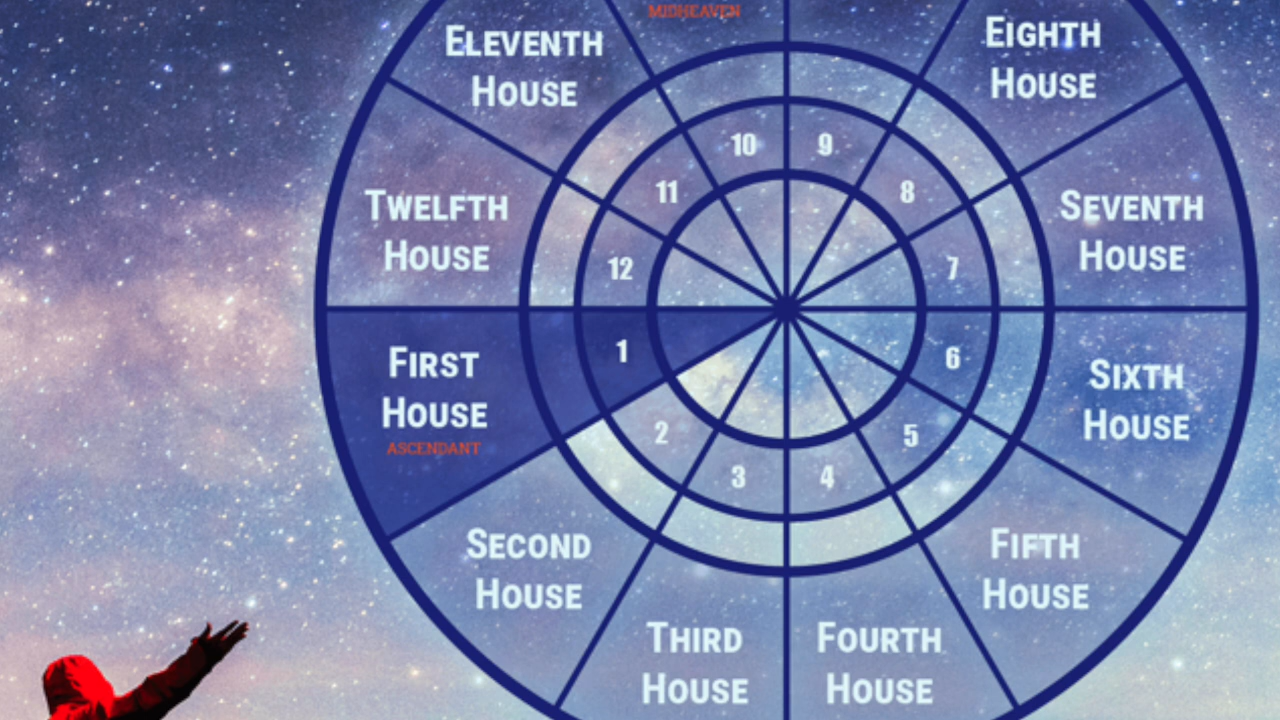 MIDHEAVEN
ELEVENTH
HOUSE
EIGHTH
HOUSE
10
9
11
8
TWELFTH
HOUSE
SEVENTH
HOUSE
12
7
1
6
FIRST
HOUSE
ASCENDANT
SIXTH
HOUSE
2
5
3
4
SECOND
HOUSE
FIFTH
HOUSE
THIRD
HOUSE
FOURTH
HOUSE